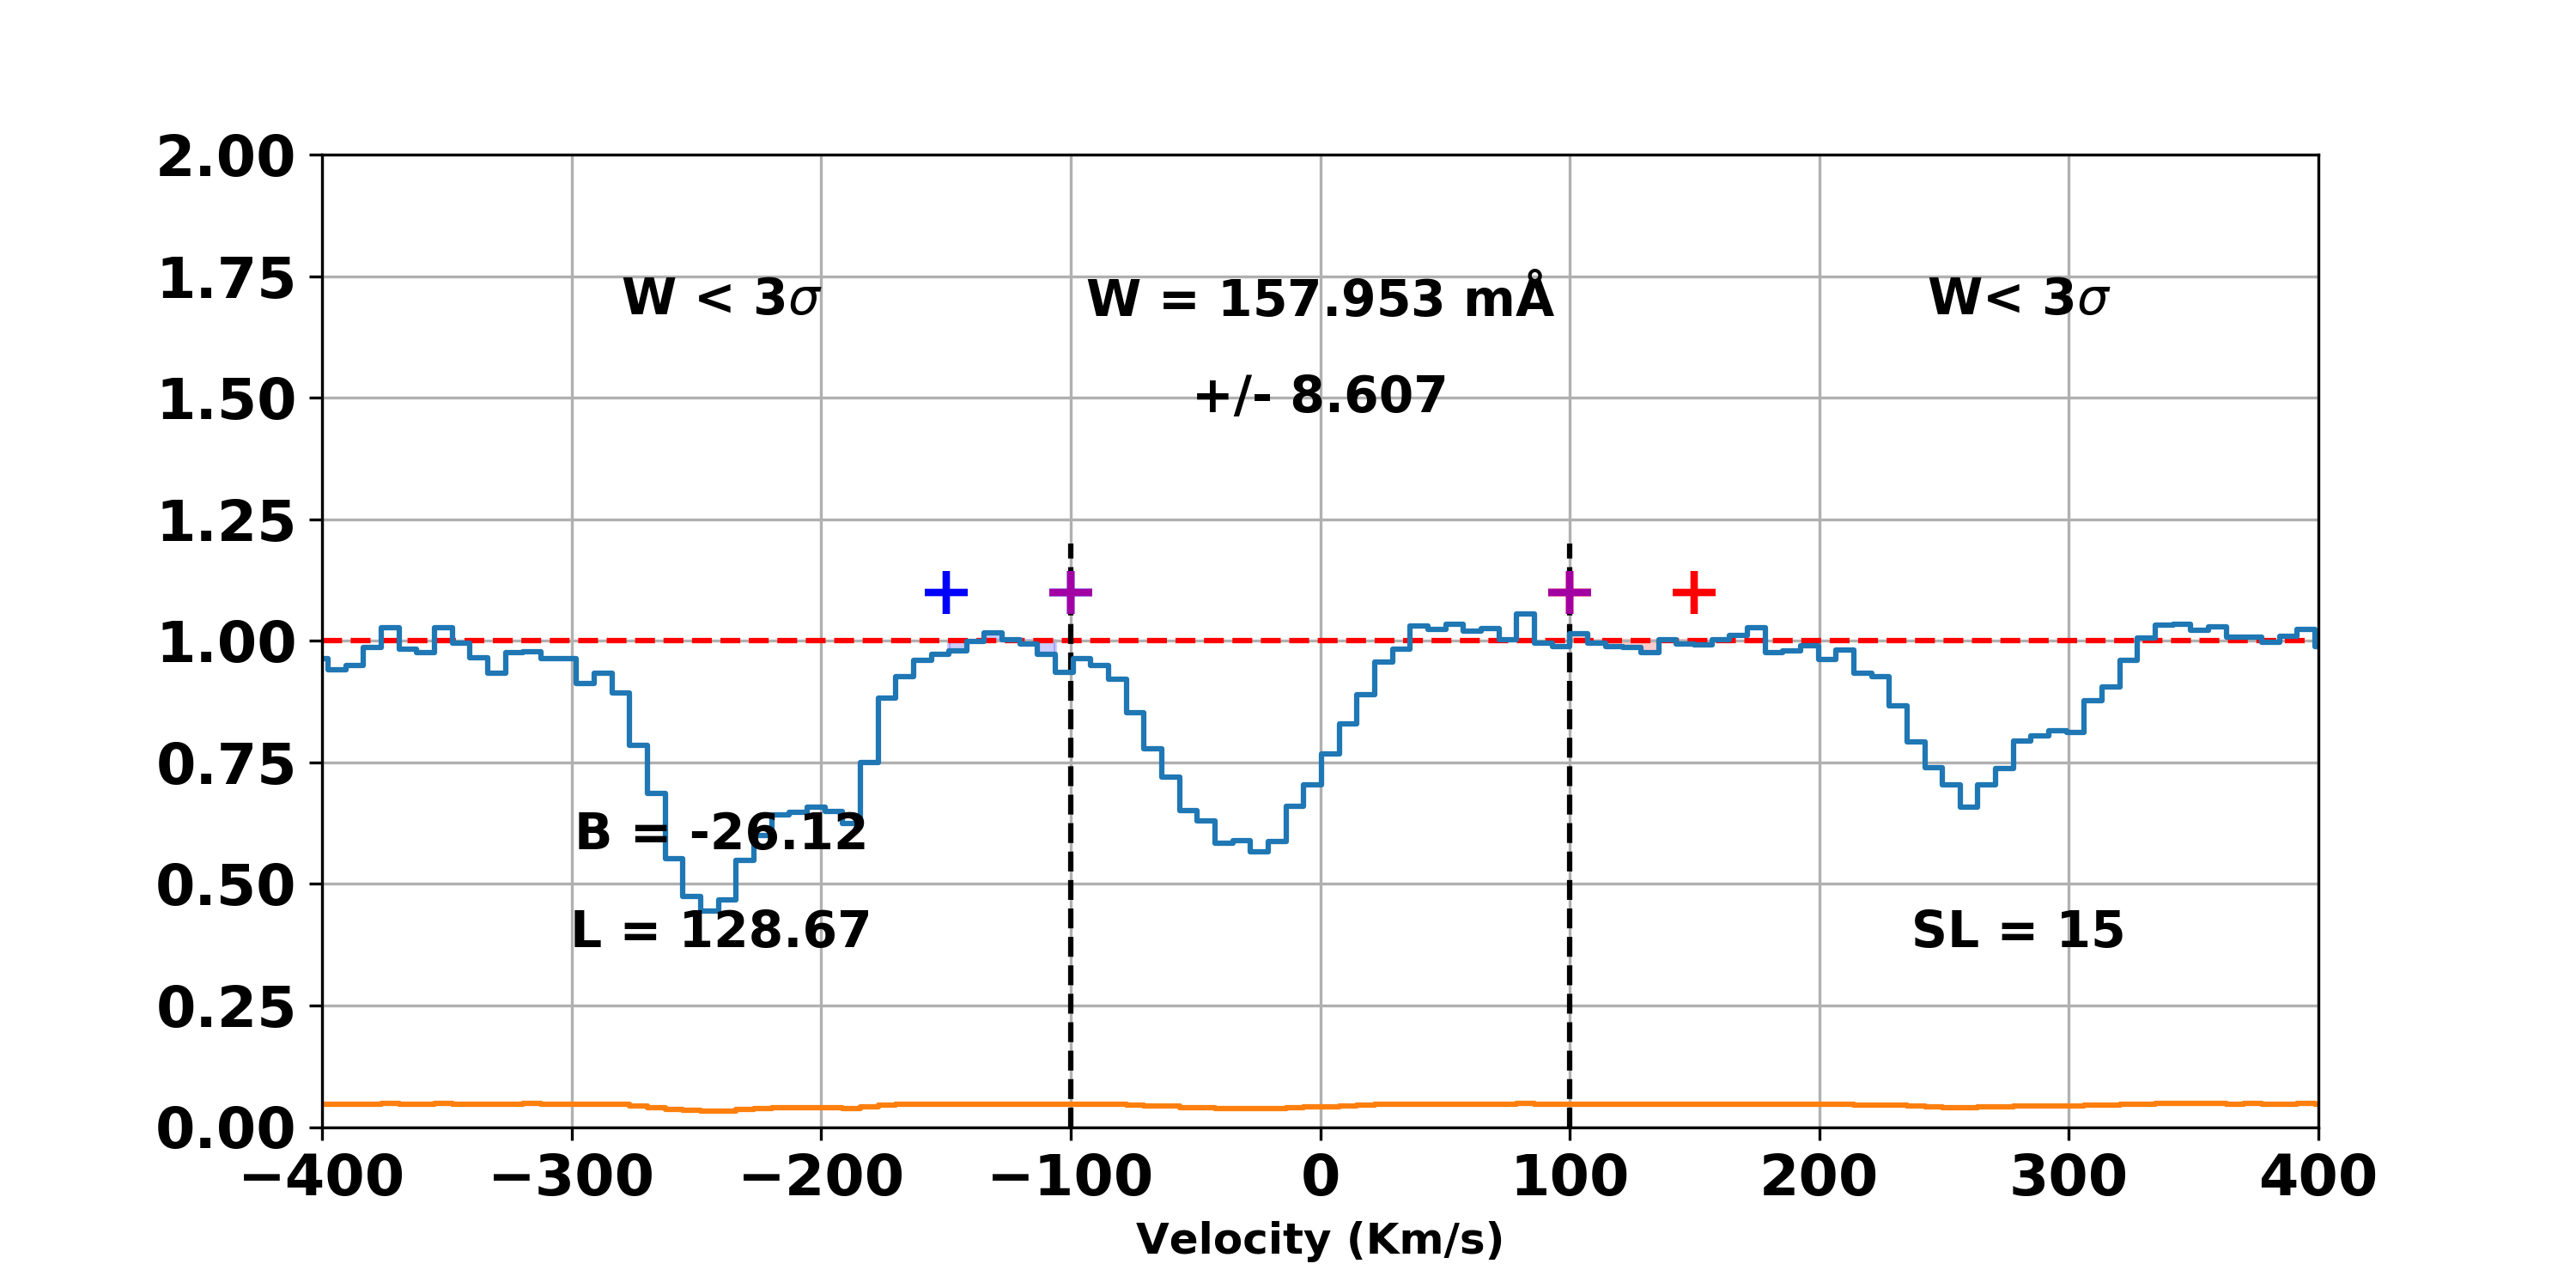 2.00
1.75
1.50
1.25
1.00
0.75
0.50
0.25
0.00
W < 3σ
W = 157.953 mÅ
+/- 8.607
W< 3σ
B = -26.12
L = 128.67
SL = 15
−400
−300
−200
−100
0
100
200
300
400
Velocity (Km/s)